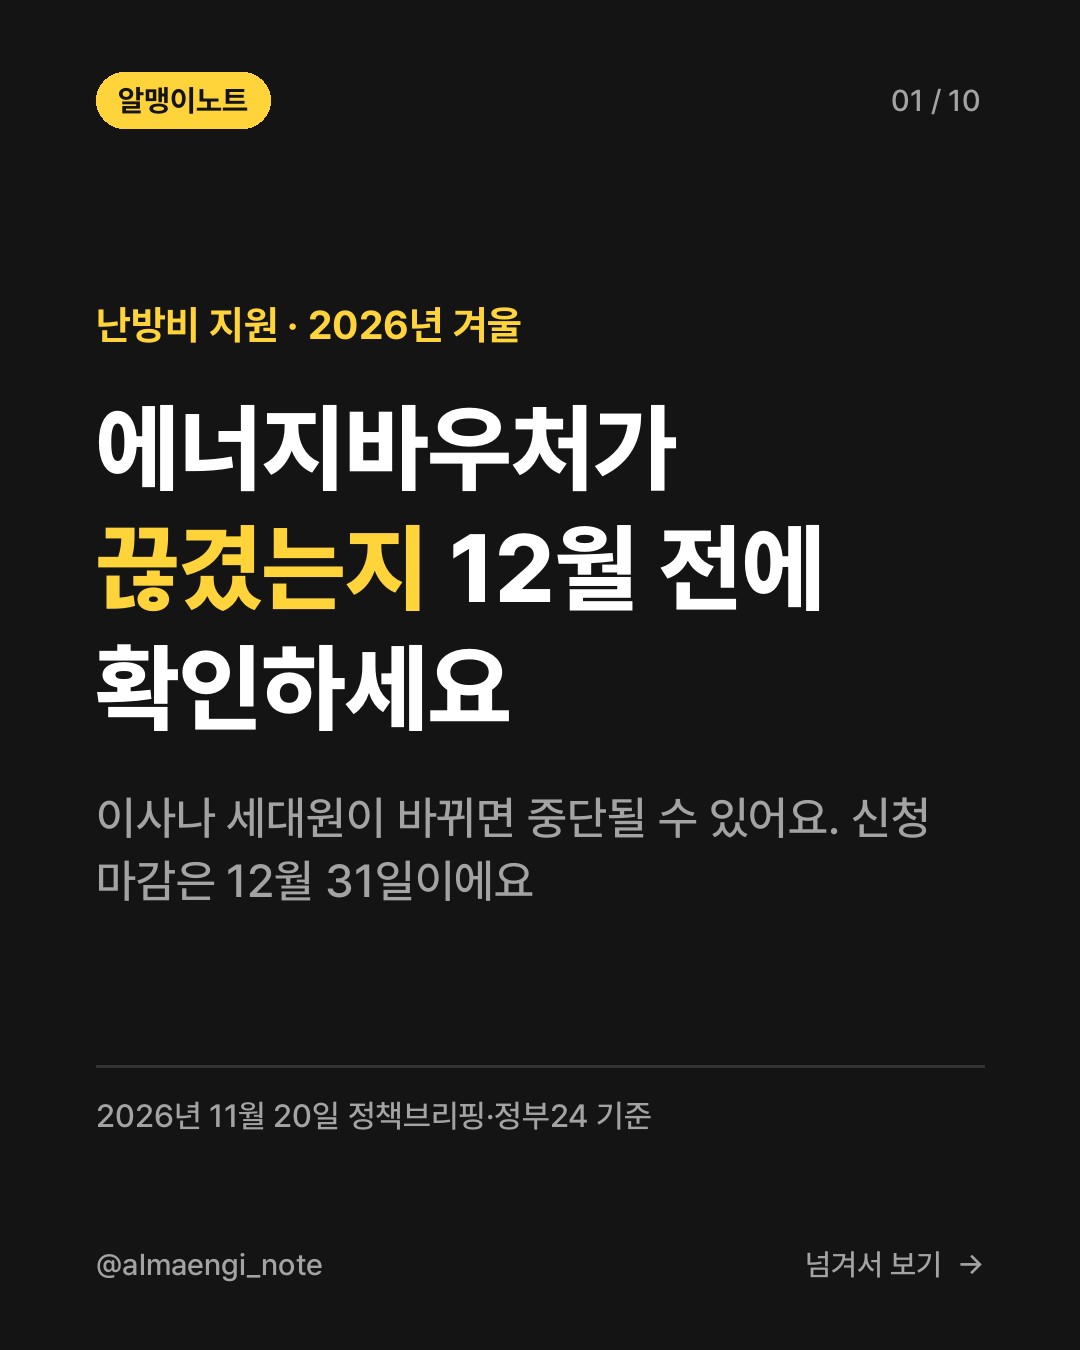 알맹이노트
01 / 10
난방비 지원 · 2026년 겨울
에너지바우처가
끊겼는지 12월 전에
확인하세요
이사나 세대원이 바뀌면 중단될 수 있어요. 신청
마감은 12월 31일이에요
2026년 11월 20일 정책브리핑·정부24 기준
@almaengi_note
넘겨서 보기 →